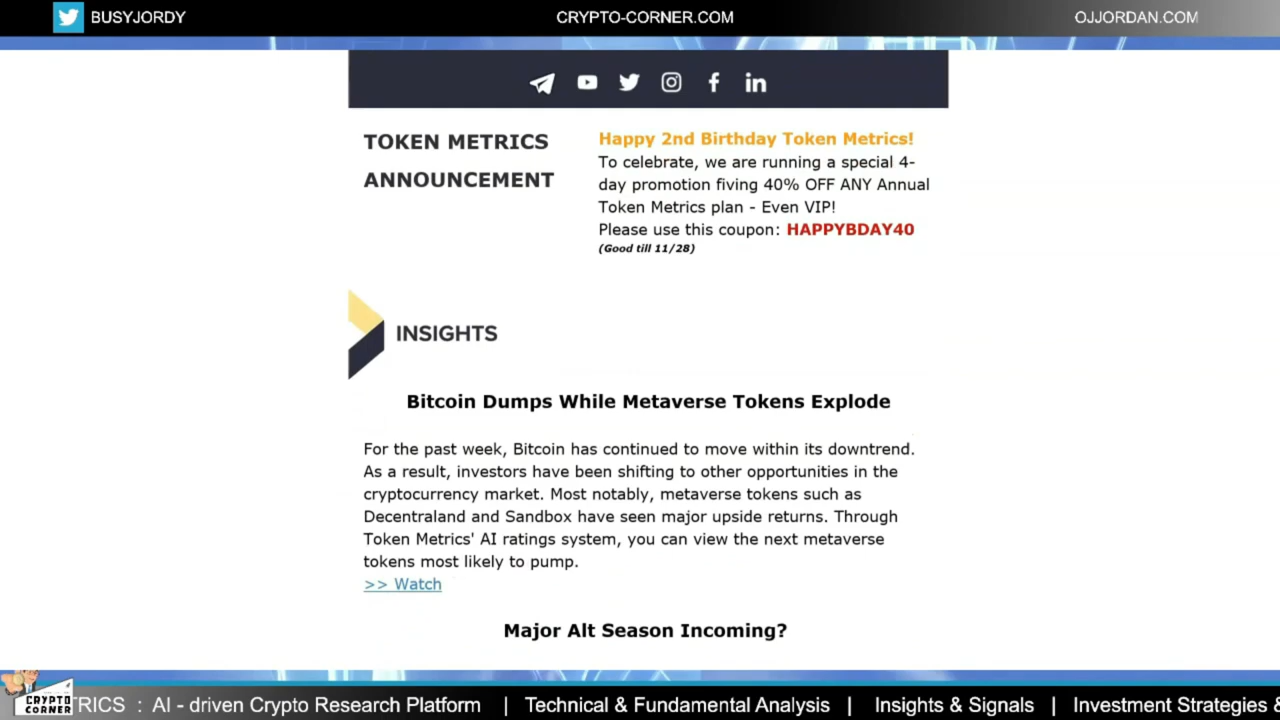 BUSYJORDY
CRYPTO-CORNER.COM
OJJORDAN.COM
TOKEN METRICS
ANNOUNCEMENT
Happy 2nd Birthday Token Metrics!
To celebrate, we are running a special 4-
day promotion fiving 40% OFF ANY Annual
Token Metrics plan - Even VIP!
Please use this coupon: HAPPYBDAY40
(Good till 11/28)
INSIGHTS
Bitcoin Dumps While Metaverse Tokens Explode
For the past week, Bitcoin has continued to move within its downtrend.
As a result, investors have been shifting to other opportunities in the
cryptocurrency market. Most notably, metaverse tokens such as
Decentraland and Sandbox have seen major upside returns. Through
Token Metrics' AI ratings system, you can view the next metaverse
tokens most likely to pump.
>> Watch
Major Alt Season Incoming?
CRYPTO
CORNER
TRICS : AI - driven Crypto Research Platform | Technical & Fundamental Analysis | Insights & Signals | Investment Strategies &